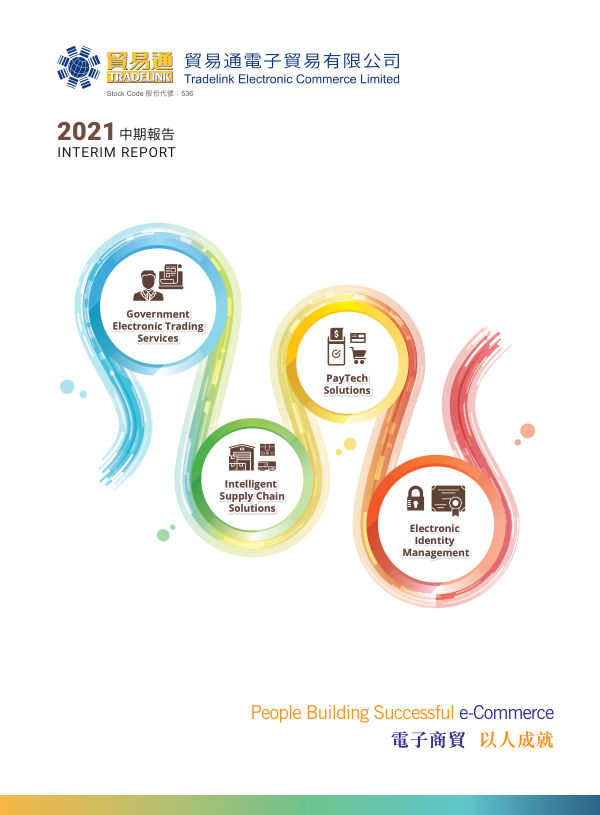 貿易通
TRADELINK
貿易通電子貿易有限公司
Tradelink Electronic Commerce Limited
Stock Code 股份代號：536
2021 中期報告
INTERIM REPORT
Government
Electronic Trading
Services
PayTech
Solutions
Intelligent
Supply Chain
Solutions
Electronic
Identity
Management
People Building Successful e-Commerce
電子商貿 以人成就